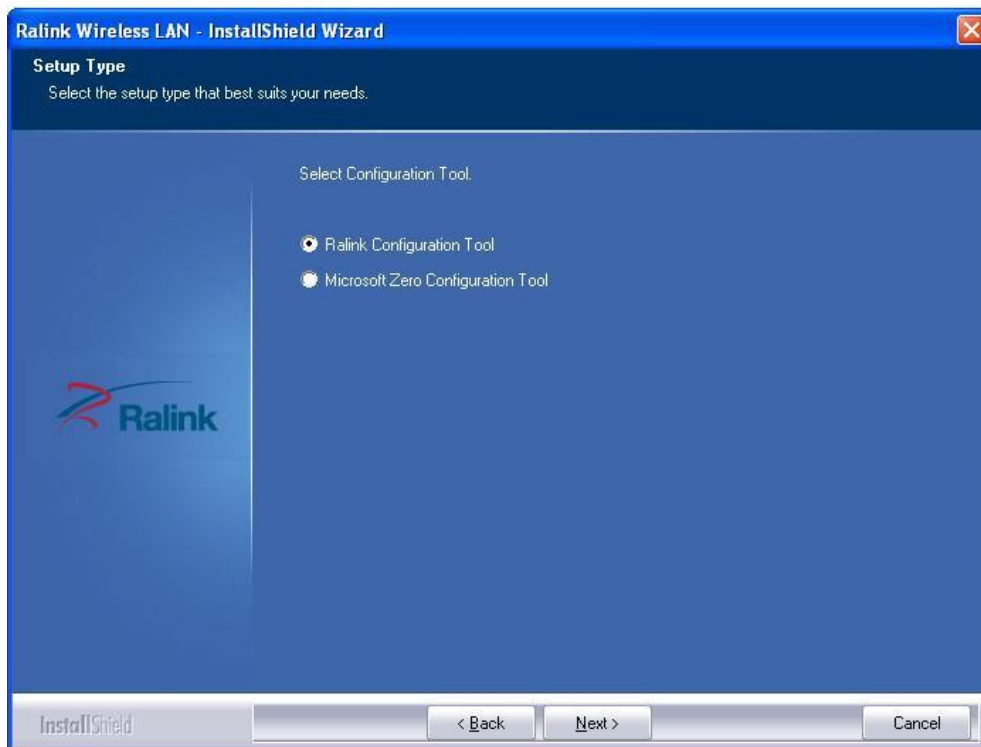 Ralink Wireless LAN - InstallShield Wizard
Setup Type
Select the setup type that best suits your needs.
Select Configuration Tool.
Ralink Configuration Tool
Microsoft Zero Configuration Tool
Ralink
InstallShield
< Back
Next >
Cancel